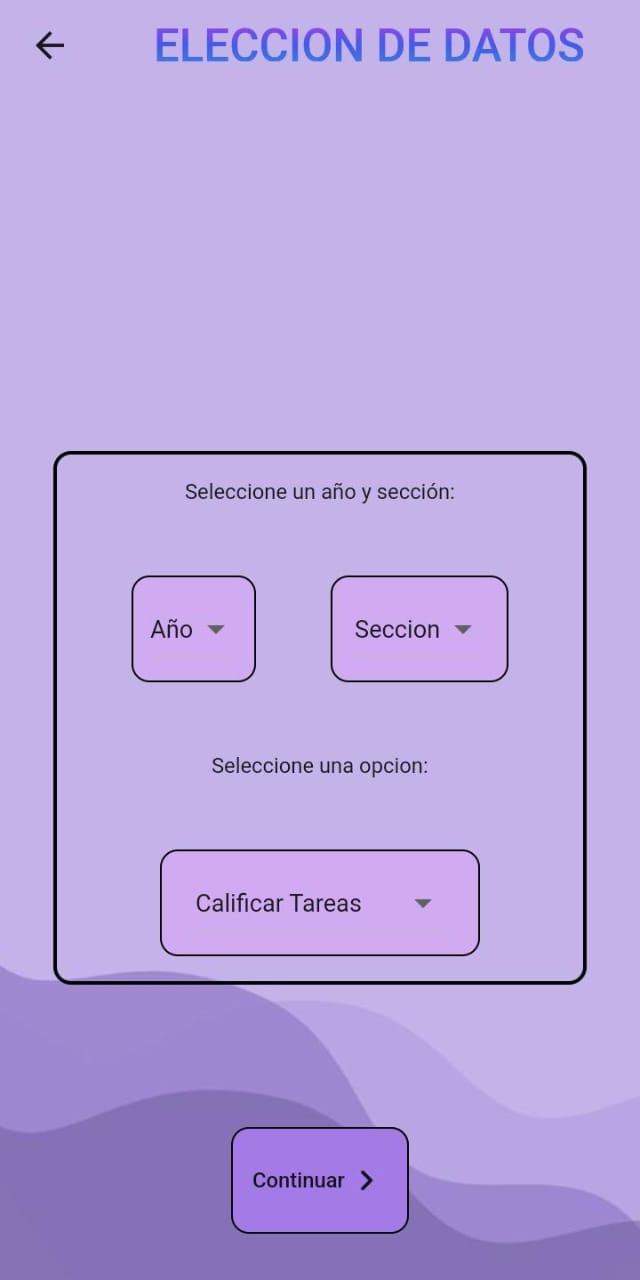 ELECCION DE DATOS
Seleccione un año y sección:
Año
Seccion
Seleccione una opcion:
Calificar Tareas
Continuar